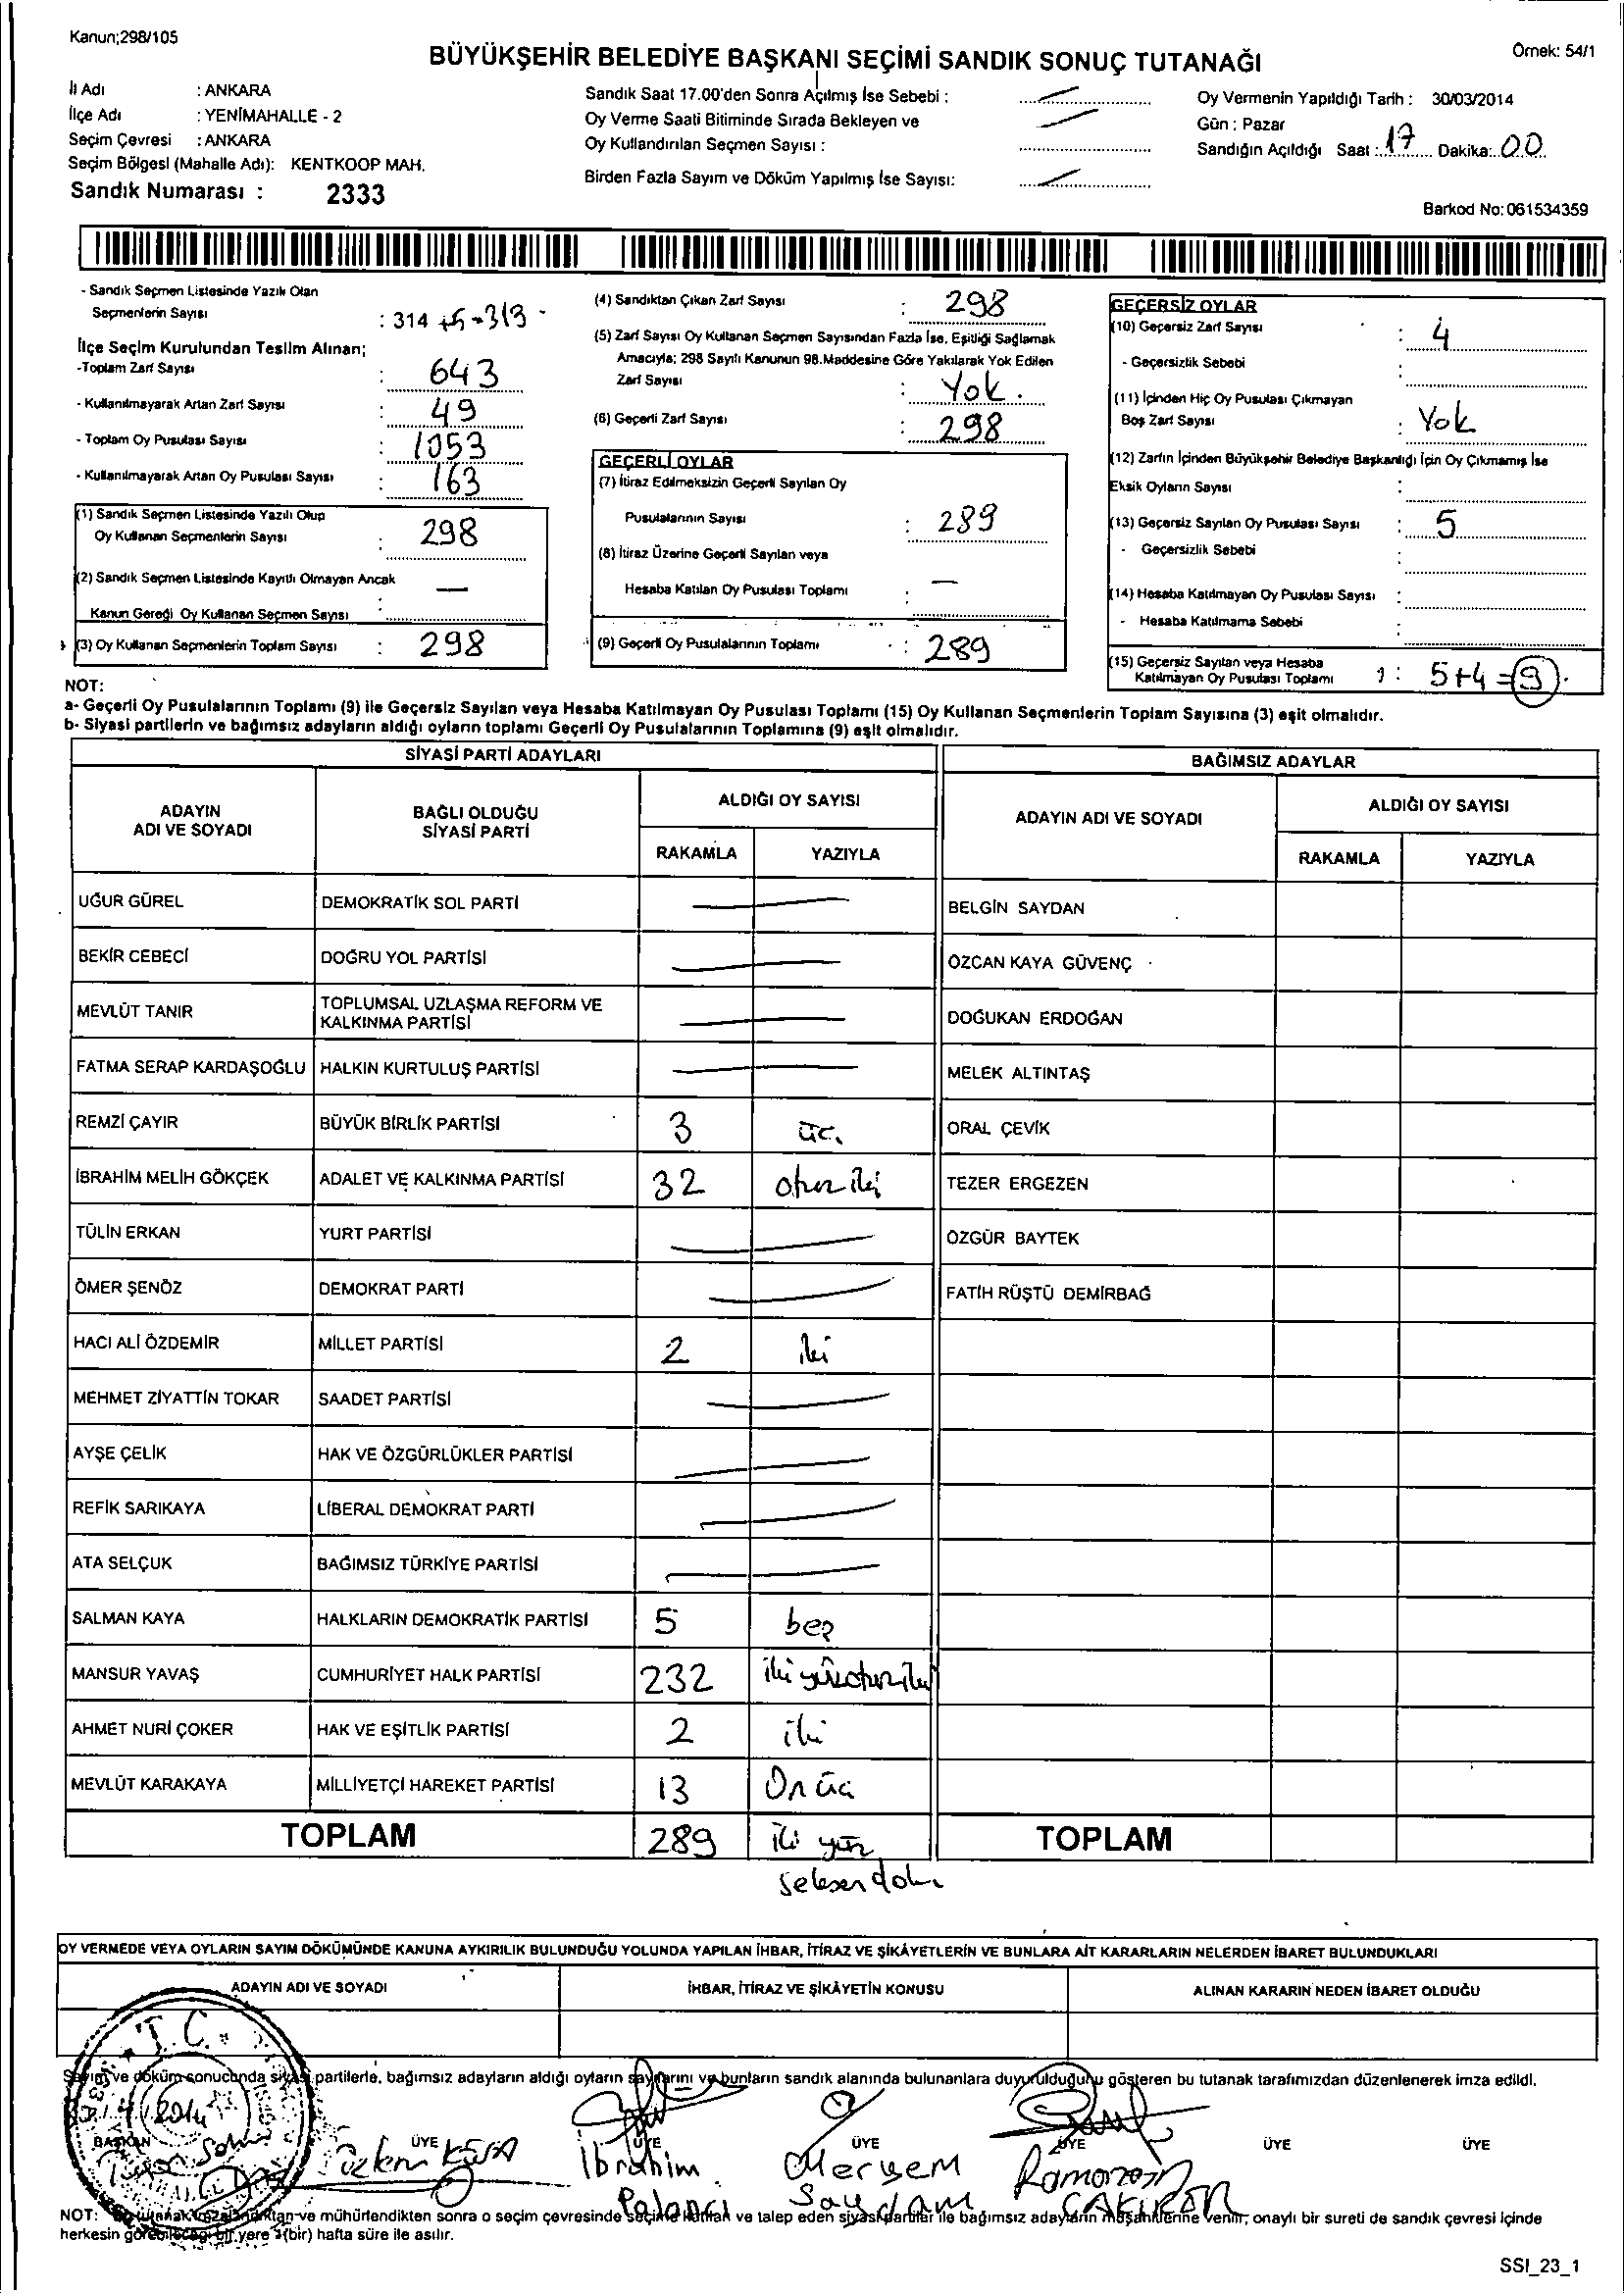 Kanun;298/105
Örnek: 54/1
BÜYÜKŞEHİR BELEDİYE BAŞKANI SEÇİMİ SANDIK SONUÇ TUTANAĞI
İl Adı : ANKARA
İlçe Adı : YENİMAHALLE - 2
Seçim Çevresi : ANKARA
Seçim Bölgesi (Mahalle Adı): KENTKOOP MAH.
Sandık Numarası : 2333
Sandık Saat 17.00'den Sonra Açılmış İse Sebebi :
Oy Verme Saati Bitiminde Sırada Bekleyen ve
Oy Kullandırılan Seçmen Sayısı :
Birden Fazla Sayım ve Döküm Yapılmış İse Sayısı:
Oy Vermenin Yapıldığı Tarih : 30/03/2014
Gün : Pazar
Sandığın Açıldığı Saat : 17 Dakika: 00
Barkod No: 061534359
- Sandık Seçmen Listesinde Yazılı Olan
Seçmenlerin Sayısı : 314 +5 = 313
İlçe Seçim Kurulundan Teslim Alınan;
-Toplam Zarf Sayısı : 643
- Kullanılmayarak Artan Zarf Sayısı : 49
- Toplam Oy Pusulası Sayısı : 1053
- Kullanılmayarak Artan Oy Pusulası Sayısı : 163
(1) Sandık Seçmen Listesinde Yazılı Olup
Oy Kullanan Seçmenlerin Sayısı : 298
(2) Sandık Seçmen Listesinde Kayıtlı Olmayan Ancak
Kanun Gereği Oy Kullanan Seçmen Sayısı : —
(3) Oy Kullanan Seçmenlerin Toplam Sayısı : 298
(4) Sandıktan Çıkan Zarf Sayısı : 298
(5) Zarf Sayısı Oy Kullanan Seçmen Sayısından Fazla İse, Eşitliği Sağlamak
Amacıyla; 298 Sayılı Kanunun 98.Maddesine Göre Yakılarak Yok Edilen
Zarf Sayısı : Yok.
(6) Geçerli Zarf Sayısı : 298
GEÇERLİ OYLAR
(7) İtiraz Edilmeksizin Geçerli Sayılan Oy
Pusulalarının Sayısı : 289
(8) İtiraz Üzerine Geçerli Sayılan veya
Hesaba Katılan Oy Pusulası Toplamı : —
(9) Geçerli Oy Pusulalarının Toplamı : 289
GEÇERSİZ OYLAR
(10) Geçersiz Zarf Sayısı : 4
- Geçersizlik Sebebi :
(11) İçinden Hiç Oy Pusulası Çıkmayan
Boş Zarf Sayısı : Yok
(12) Zarfın İçinden Büyükşehir Belediye Başkanlığı İçin Oy Çıkmamış İse
Eksik Oyların Sayısı :
(13) Geçersiz Sayılan Oy Pusulası Sayısı : 5
- Geçersizlik Sebebi :
(14) Hesaba Katılmayan Oy Pusulası Sayısı :
- Hesaba Katılmama Sebebi :
(15) Geçersiz Sayılan veya Hesaba
Katılmayan Oy Pusulası Toplamı : 5+4=9
NOT:
a- Geçerli Oy Pusulalarının Toplamı (9) ile Geçersiz Sayılan veya Hesaba Katılmayan Oy Pusulası Toplamı (15) Oy Kullanan Seçmenlerin Toplam Sayısına (3) eşit olmalıdır.
b- Siyasi partilerin ve bağımsız adayların aldığı oyların toplamı Geçerli Oy Pusulalarının Toplamına (9) eşit olmalıdır.
SİYASİ PARTİ ADAYLARI
ADAYIN ADI VE SOYADI BAĞLI OLDUĞU SİYASİ PARTİ ALDIĞI OY SAYISI
RAKAMLA YAZIYLA
UĞUR GÜREL DEMOKRATİK SOL PARTİ
BEKİR CEBECİ DOĞRU YOL PARTİSİ
MEVLÜT TANIR TOPLUMSAL UZLAŞMA REFORM VE KALKINMA PARTİSİ
FATMA SERAP KARDAŞOĞLU HALKIN KURTULUŞ PARTİSİ
REMZİ ÇAYIR BÜYÜK BİRLİK PARTİSİ 3 üç.
İBRAHİM MELİH GÖKÇEK ADALET VE KALKINMA PARTİSİ 32 otuz iki
TÜLİN ERKAN YURT PARTİSİ
ÖMER ŞENÖZ DEMOKRAT PARTİ
HACI ALİ ÖZDEMİR MİLLET PARTİSİ 2 iki
MEHMET ZİYATTİN TOKAR SAADET PARTİSİ
AYŞE ÇELİK HAK VE ÖZGÜRLÜKLER PARTİSİ
REFİK SARIKAYA LİBERAL DEMOKRAT PARTİ
ATA SELÇUK BAĞIMSIZ TÜRKİYE PARTİSİ
SALMAN KAYA HALKLARIN DEMOKRATİK PARTİSİ 5 beş
MANSUR YAVAŞ CUMHURİYET HALK PARTİSİ 232 iki yüz otuz iki
AHMET NURİ ÇOKER HAK VE EŞİTLİK PARTİSİ 2 iki
MEVLÜT KARAKAYA MİLLİYETÇİ HAREKET PARTİSİ 13 On üç
TOPLAM 289 iki yüz
seksen dok.
BAĞIMSIZ ADAYLAR
ADAYIN ADI VE SOYADI ALDIĞI OY SAYISI
RAKAMLA YAZIYLA
BELGİN SAYDAN
ÖZCAN KAYA GÜVENÇ
DOĞUKAN ERDOĞAN
MELEK ALTINTAŞ
ORAL ÇEVİK
TEZER ERGEZEN
ÖZGÜR BAYTEK
FATİH RÜŞTÜ DEMİRBAĞ
TOPLAM
OY VERMEDE VEYA OYLARIN SAYIM DÖKÜMÜNDE KANUNA AYKIRILIK BULUNDUĞU YOLUNDA YAPILAN İHBAR, İTİRAZ VE ŞİKÂYETLERİN VE BUNLARA AİT KARARLARIN NELERDEN İBARET BULUNDUKLARI
ADAYIN ADI VE SOYADI İHBAR, İTİRAZ VE ŞİKÂYETİN KONUSU ALINAN KARARIN NEDEN İBARET OLDUĞU
T.C.
Sayım ve döküm sonucunda siyasi partilerle, bağımsız adayların aldığı oyların sayılarını ve bunların sandık alanında bulunanlara duyurulduğunu gösteren bu tutanak tarafımızdan düzenlenerek imza edildi.
2014
BAŞKAN ÜYE ÜYE ÜYE ÜYE ÜYE ÜYE
İbrahim Meryem Ramazan
Palancı Saydam ÇAKIRER
NOT: ve mühürlendikten sonra o seçim çevresinde ve talep eden siyasi partiler ile bağımsız adayların müşahitlerine verilir, onaylı bir sureti de sandık çevresi içinde
herkesin görebileceği bir yere 1(bir) hafta süre ile asılır.
SSI_23_1